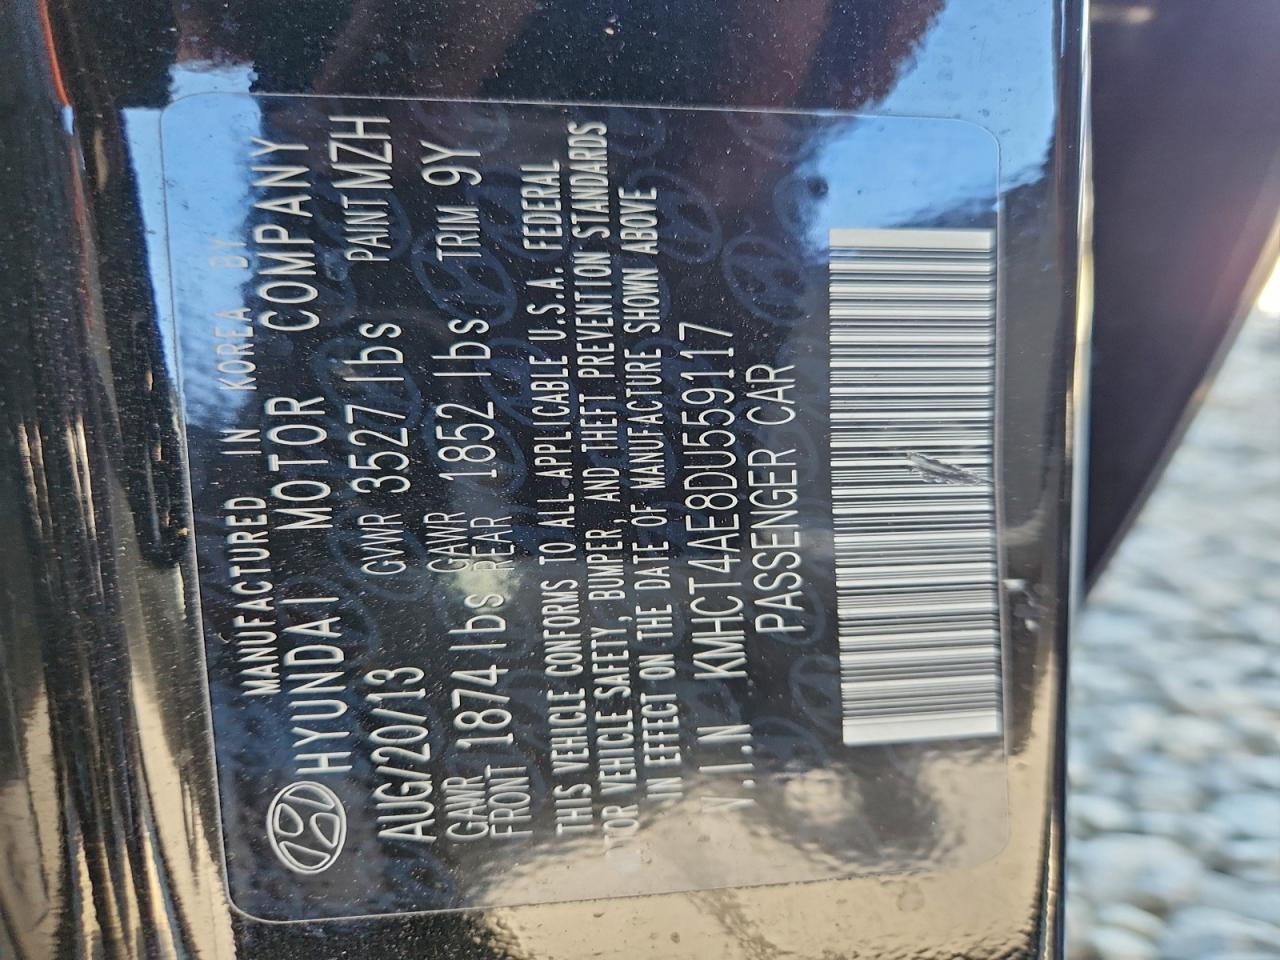 MANUFACTURED IN KOREA BY
HYUNDAI MOTOR COMPANY
AUG/20/13 GVWR 3527 lbs PAINT MZH
GAWR FRONT 1874 lbs GAWR REAR 1852 lbs TRIM 9Y
THIS VEHICLE CONFORMS TO ALL APPLICABLE U.S.A. FEDERAL
MOTOR VEHICLE SAFETY, BUMPER, AND THEFT PREVENTION STANDARDS
IN EFFECT ON THE DATE OF MANUFACTURE SHOWN ABOVE
V.I.N KMHCT4AE8DU559117
PASSENGER CAR